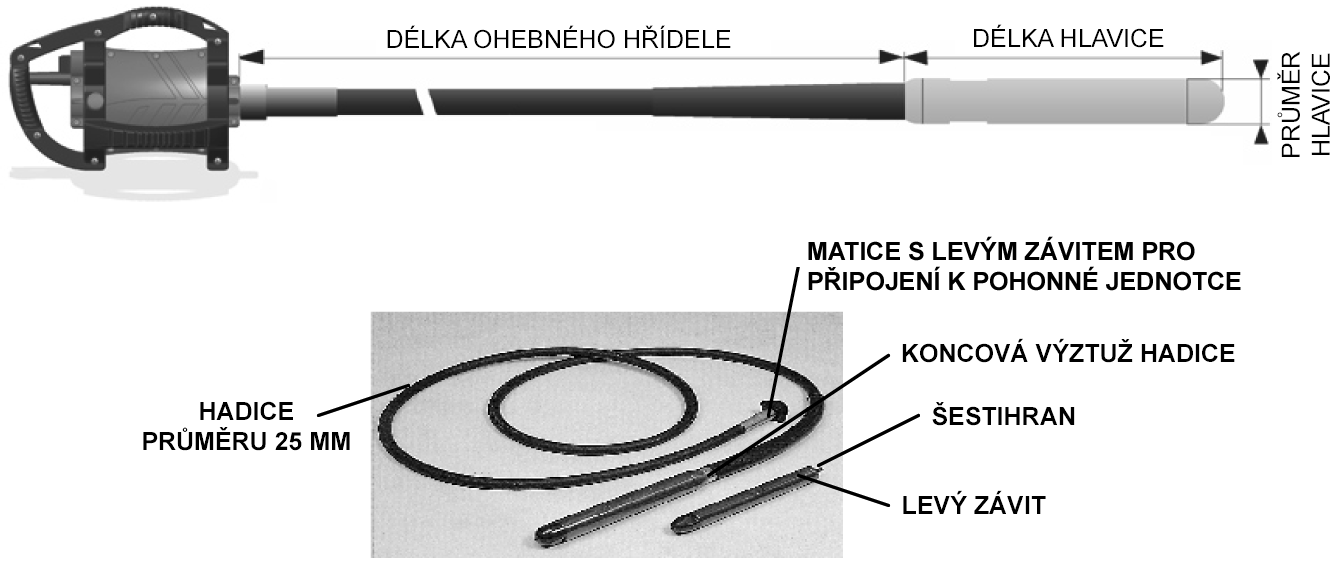 DÉLKA OHEBNÉHO HŘÍDELE
DÉLKA HLAVICE
PRŮMĚR
HLAVICE
MATICE S LEVÝM ZÁVITEM PRO
PŘIPOJENÍ K POHONNÉ JEDNOTCE
KONCOVÁ VÝZTUŽ HADICE
HADICE
PRŮMĚRU 25 MM
ŠESTIHRAN
LEVÝ ZÁVIT